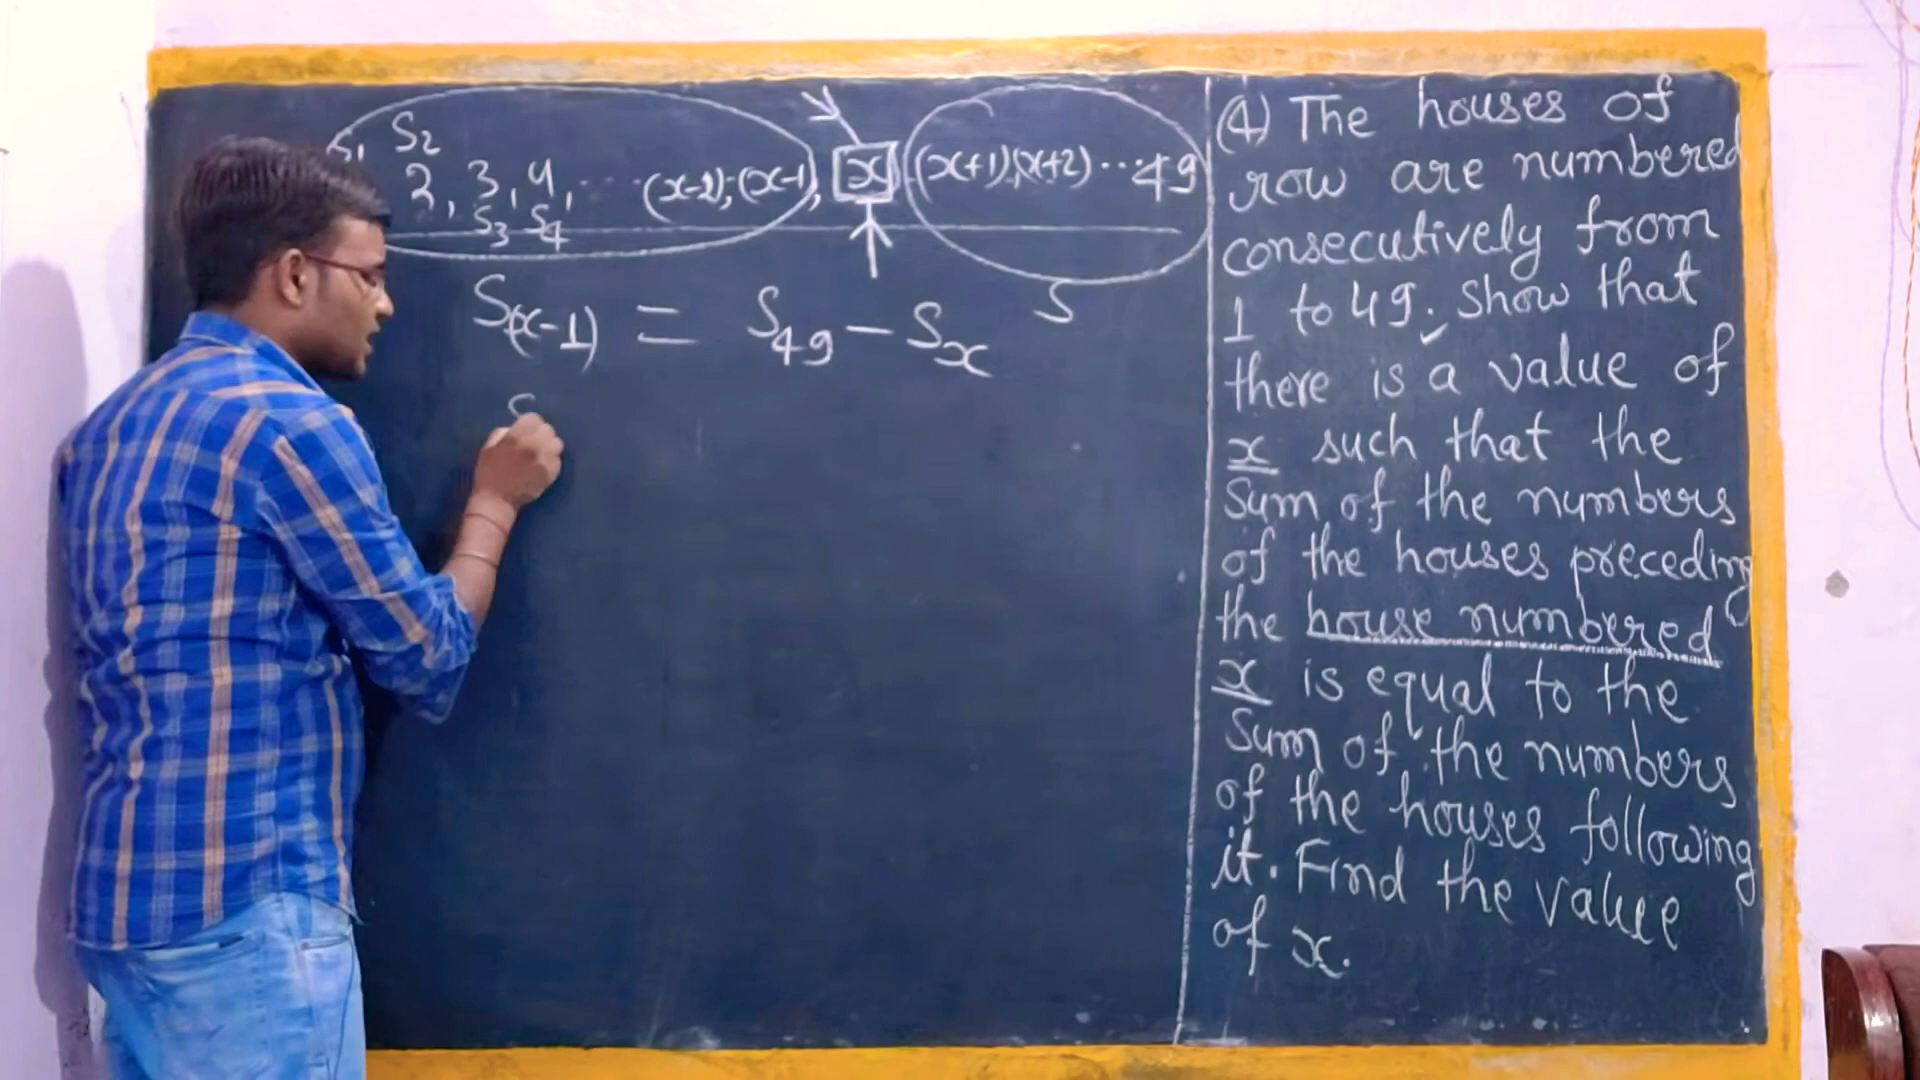 S₁ S₂
2, 3, 4, ..... (x-2), (x-1), x (x+1), (x+2) ... 49
S₃ S₄
S₍ₓ₋₁₎ = S₄₉ - Sₓ S
S
(4) The houses of
row are numbered
consecutively from
1 to 49. Show that
there is a value of
x such that the
Sum of the numbers
of the houses preceding
the house numbered
x is equal to the
Sum of the numbers
of the houses following
it. Find the value
of x.